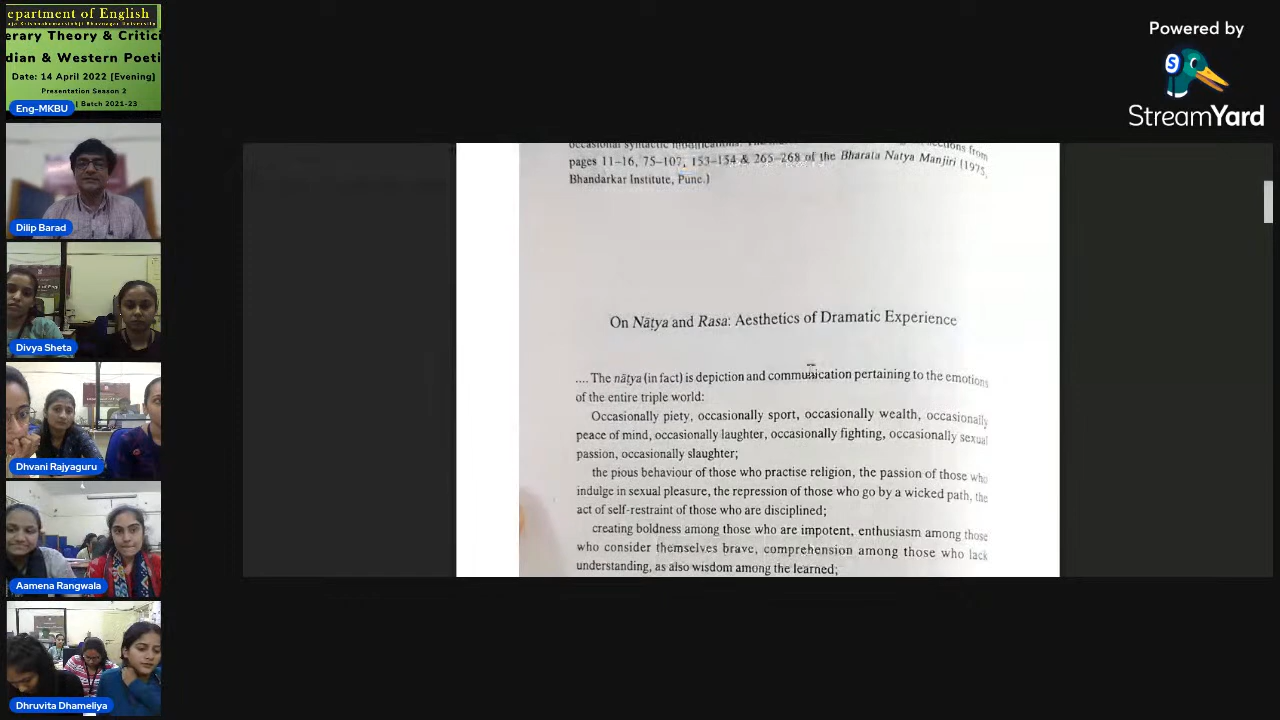 epartment of English
erary Theory & Critici
dian & Western Poeti
Date: 14 April 2022 [Evening]
Presentation Season 2
Batch 2021-23
Eng-MKBU
Dilip Barad
Divya Sheta
Dhvani Rajyaguru
Aamena Rangwala
Dhruvita Dhameliya
Powered by
S
StreamYard
occasional syntactic modifications.
pages 11–16, 75–107, 153–154 & 265–268 of the Bharata Natya Manjiri (1975,
Bhandarkar Institute, Pune.)
On Nātya and Rasa: Aesthetics of Dramatic Experience
.... The nātya (in fact) is depiction and communication pertaining to the emotions
of the entire triple world:
Occasionally piety, occasionally sport, occasionally wealth, occasionally
peace of mind, occasionally laughter, occasionally fighting, occasionally sexual
passion, occasionally slaughter;
the pious behaviour of those who practise religion, the passion of those who
indulge in sexual pleasure, the repression of those who go by a wicked path, the
act of self-restraint of those who are disciplined;
creating boldness among those who are impotent, enthusiasm among those
who consider themselves brave, comprehension among those who lack
understanding, as also wisdom among the learned;